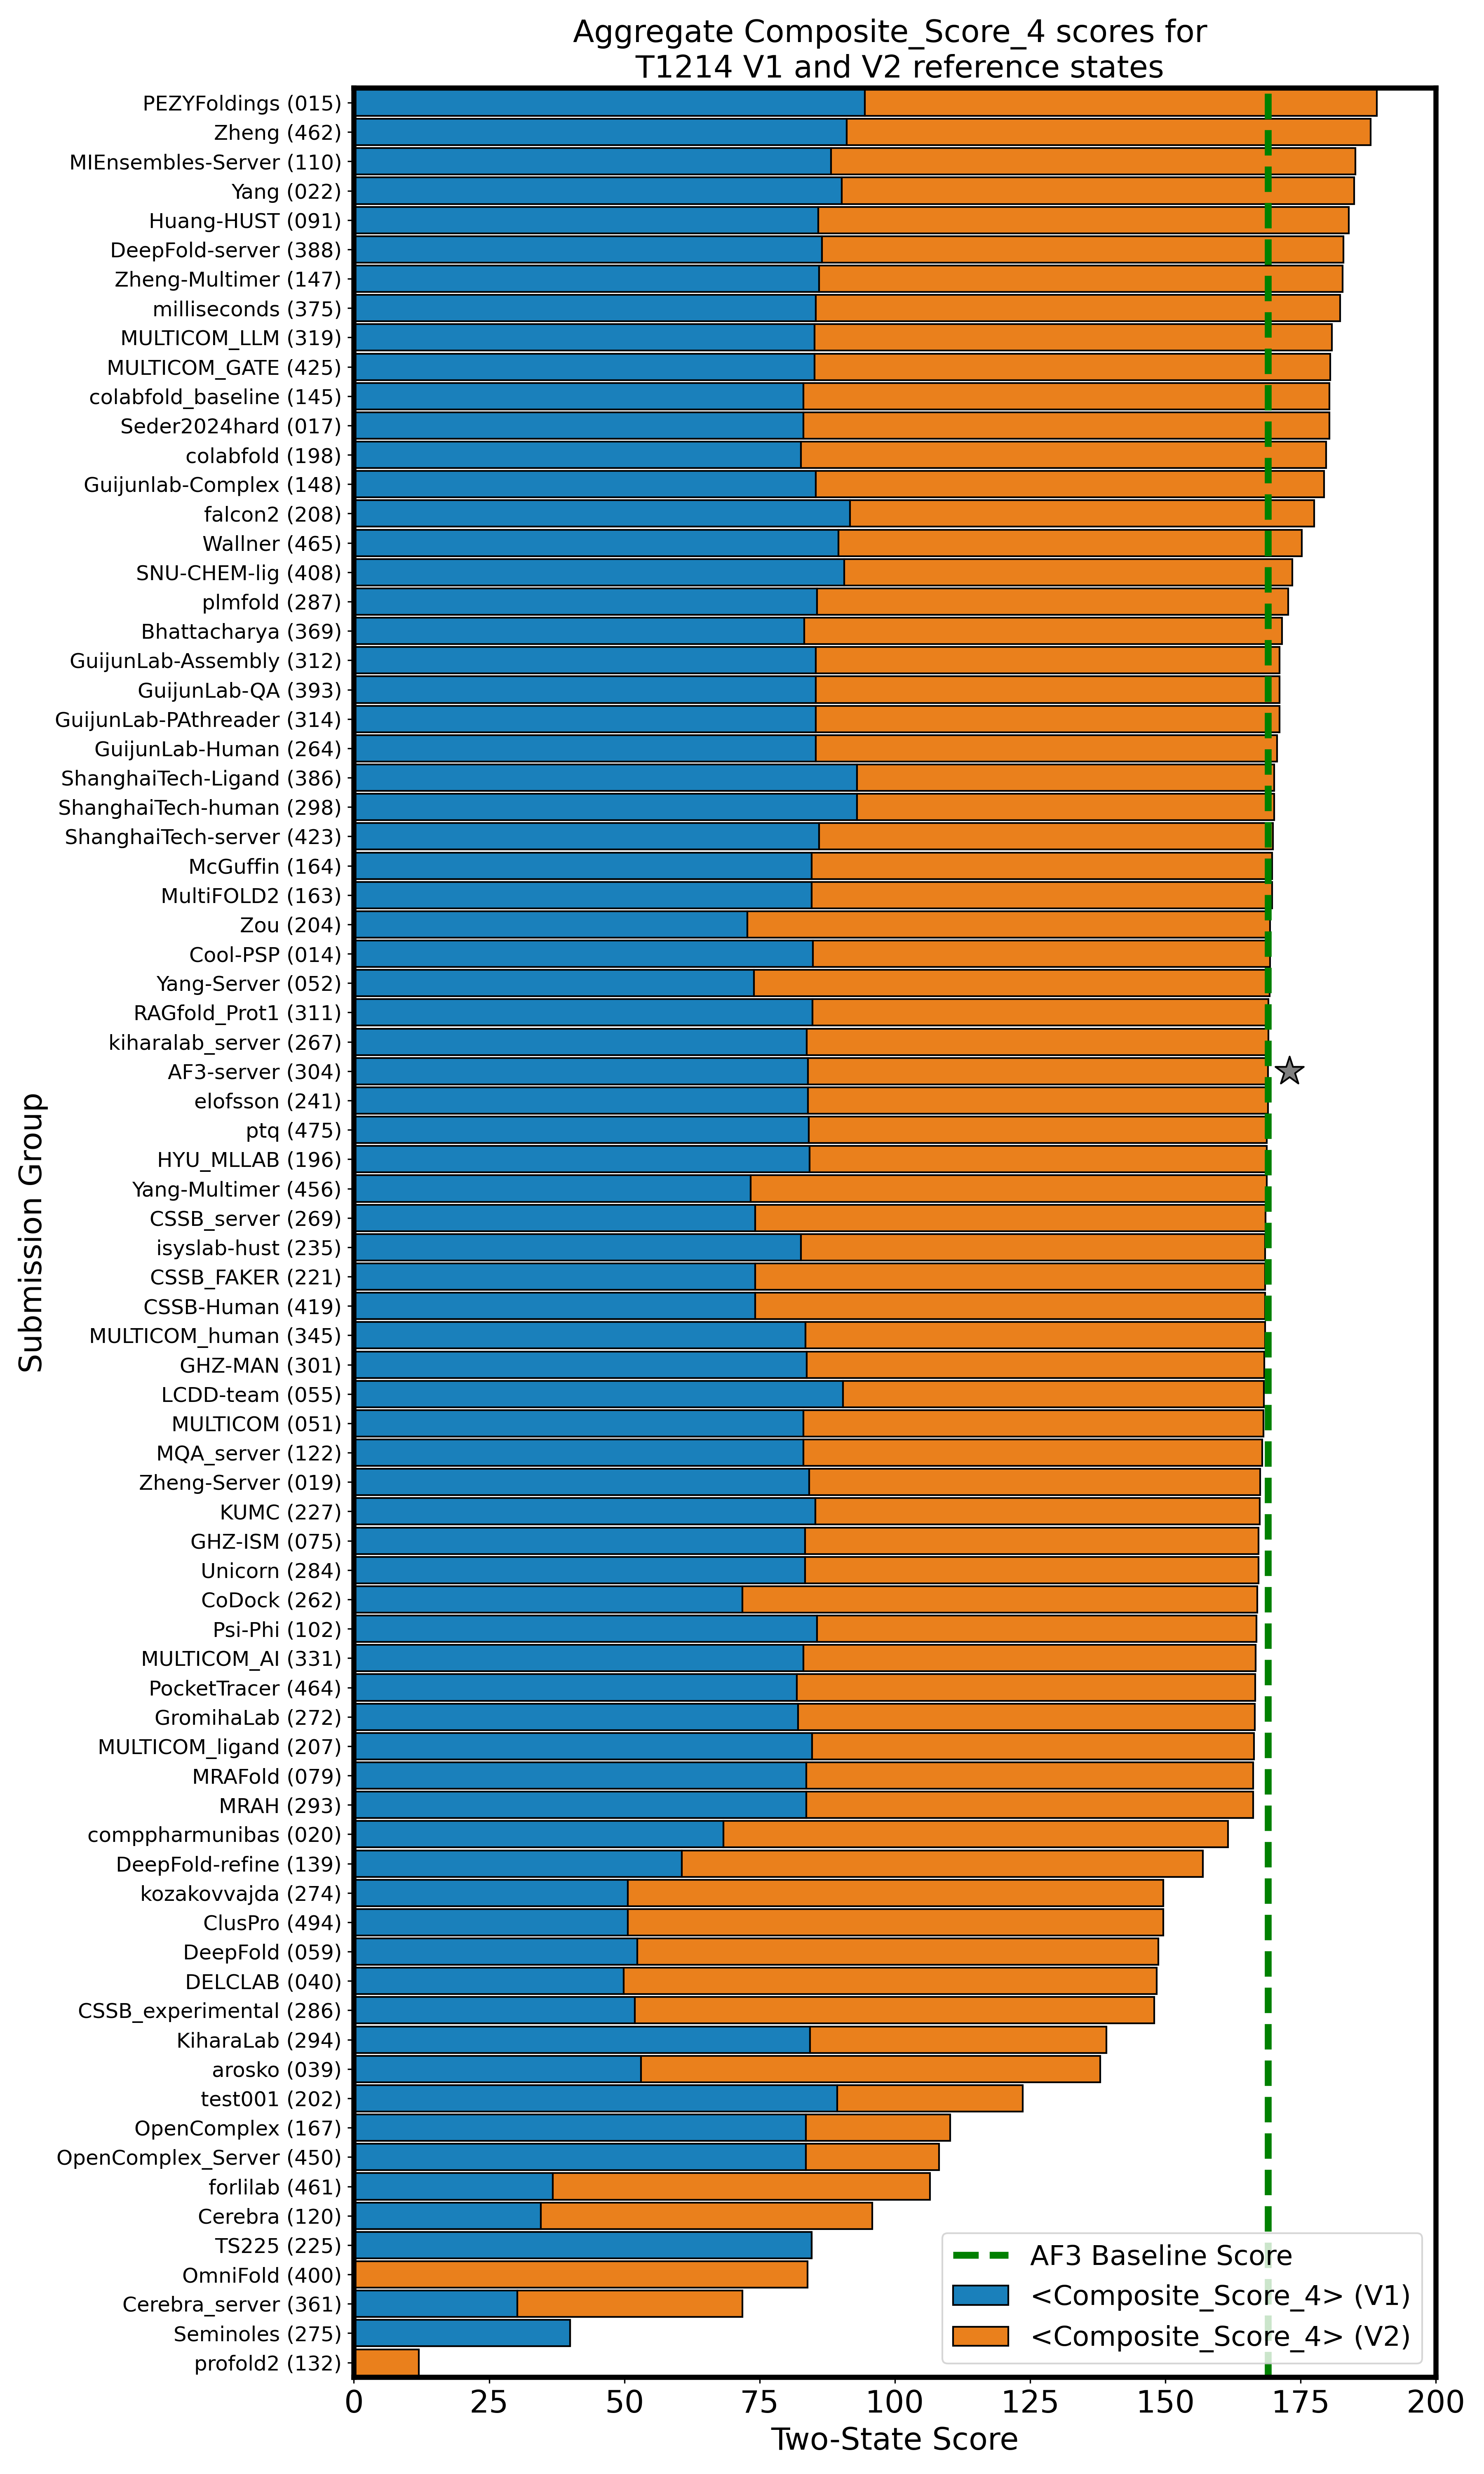 Aggregate Composite_Score_4 scores for
T1214 V1 and V2 reference states
PEZYFoldings (015)
Zheng (462)
MIEnsembles-Server (110)
Yang (022)
Huang-HUST (091)
DeepFold-server (388)
Zheng-Multimer (147)
milliseconds (375)
MULTICOM_LLM (319)
MULTICOM_GATE (425)
colabfold_baseline (145)
Seder2024hard (017)
colabfold (198)
Guijunlab-Complex (148)
falcon2 (208)
Wallner (465)
SNU-CHEM-lig (408)
plmfold (287)
Bhattacharya (369)
GuijunLab-Assembly (312)
GuijunLab-QA (393)
GuijunLab-PAthreader (314)
GuijunLab-Human (264)
ShanghaiTech-Ligand (386)
ShanghaiTech-human (298)
ShanghaiTech-server (423)
McGuffin (164)
MultiFOLD2 (163)
Zou (204)
Cool-PSP (014)
Yang-Server (052)
RAGfold_Prot1 (311)
kiharalab_server (267)
AF3-server (304)
elofsson (241)
ptq (475)
HYU_MLLAB (196)
Yang-Multimer (456)
CSSB_server (269)
isyslab-hust (235)
CSSB_FAKER (221)
CSSB-Human (419)
MULTICOM_human (345)
GHZ-MAN (301)
LCDD-team (055)
MULTICOM (051)
MQA_server (122)
Zheng-Server (019)
KUMC (227)
GHZ-ISM (075)
Unicorn (284)
CoDock (262)
Psi-Phi (102)
MULTICOM_AI (331)
PocketTracer (464)
GromihaLab (272)
MULTICOM_ligand (207)
MRAFold (079)
MRAH (293)
comppharmunibas (020)
DeepFold-refine (139)
kozakovvajda (274)
ClusPro (494)
DeepFold (059)
DELCLAB (040)
CSSB_experimental (286)
KiharaLab (294)
arosko (039)
test001 (202)
OpenComplex (167)
OpenComplex_Server (450)
forlilab (461)
Cerebra (120)
TS225 (225)
OmniFold (400)
Cerebra_server (361)
Seminoles (275)
profold2 (132)
Submission Group
AF3 Baseline Score
<Composite_Score_4> (V1)
<Composite_Score_4> (V2)
0 25 50 75 100 125 150 175 200
Two-State Score